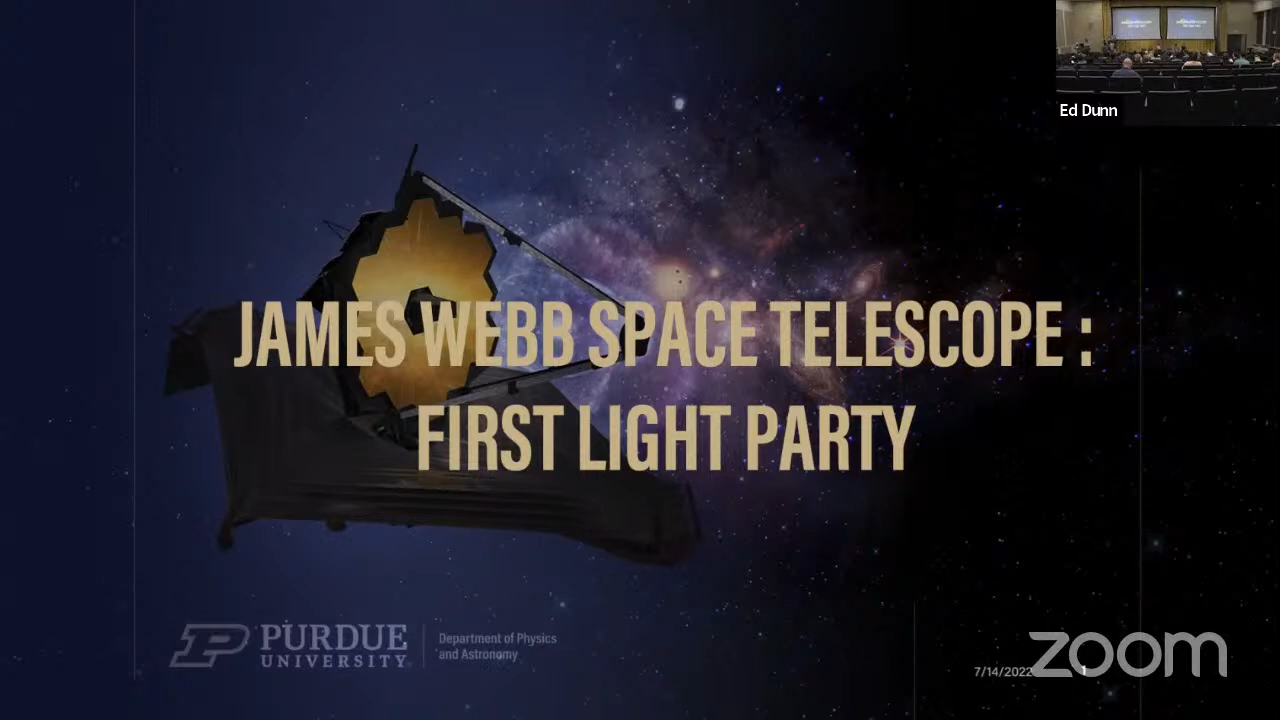 Ed Dunn
JAMES WEBB SPACE TELESCOPE :
FIRST LIGHT PARTY
P PURDUE
UNIVERSITY
Department of Physics
and Astronomy
7/14/2022
1
zoom